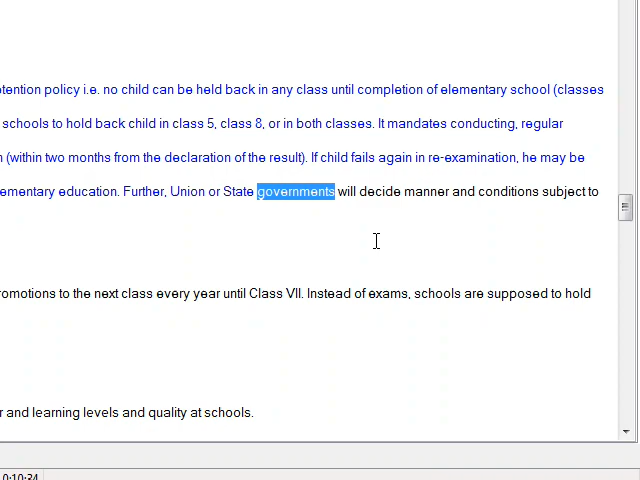 etention policy i.e. no child can be held back in any class until completion of elementary school (classes
schools to hold back child in class 5, class 8, or in both classes. It mandates conducting, regular
n (within two months from the declaration of the result). If child fails again in re-examination, he may be
ementary education. Further, Union or State governments will decide manner and conditions subject to
romotions to the next class every year until Class VII. Instead of exams, schools are supposed to hold
r and learning levels and quality at schools.
0:10:34